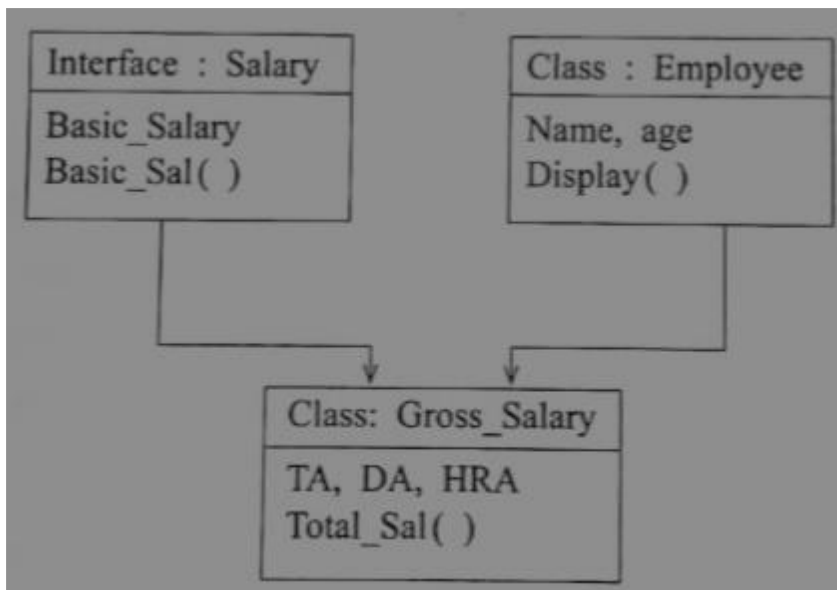 Interface : Salary
Basic_Salary
Basic_Sal( )
Class : Employee
Name, age
Display( )
Class: Gross_Salary
TA, DA, HRA
Total_Sal( )